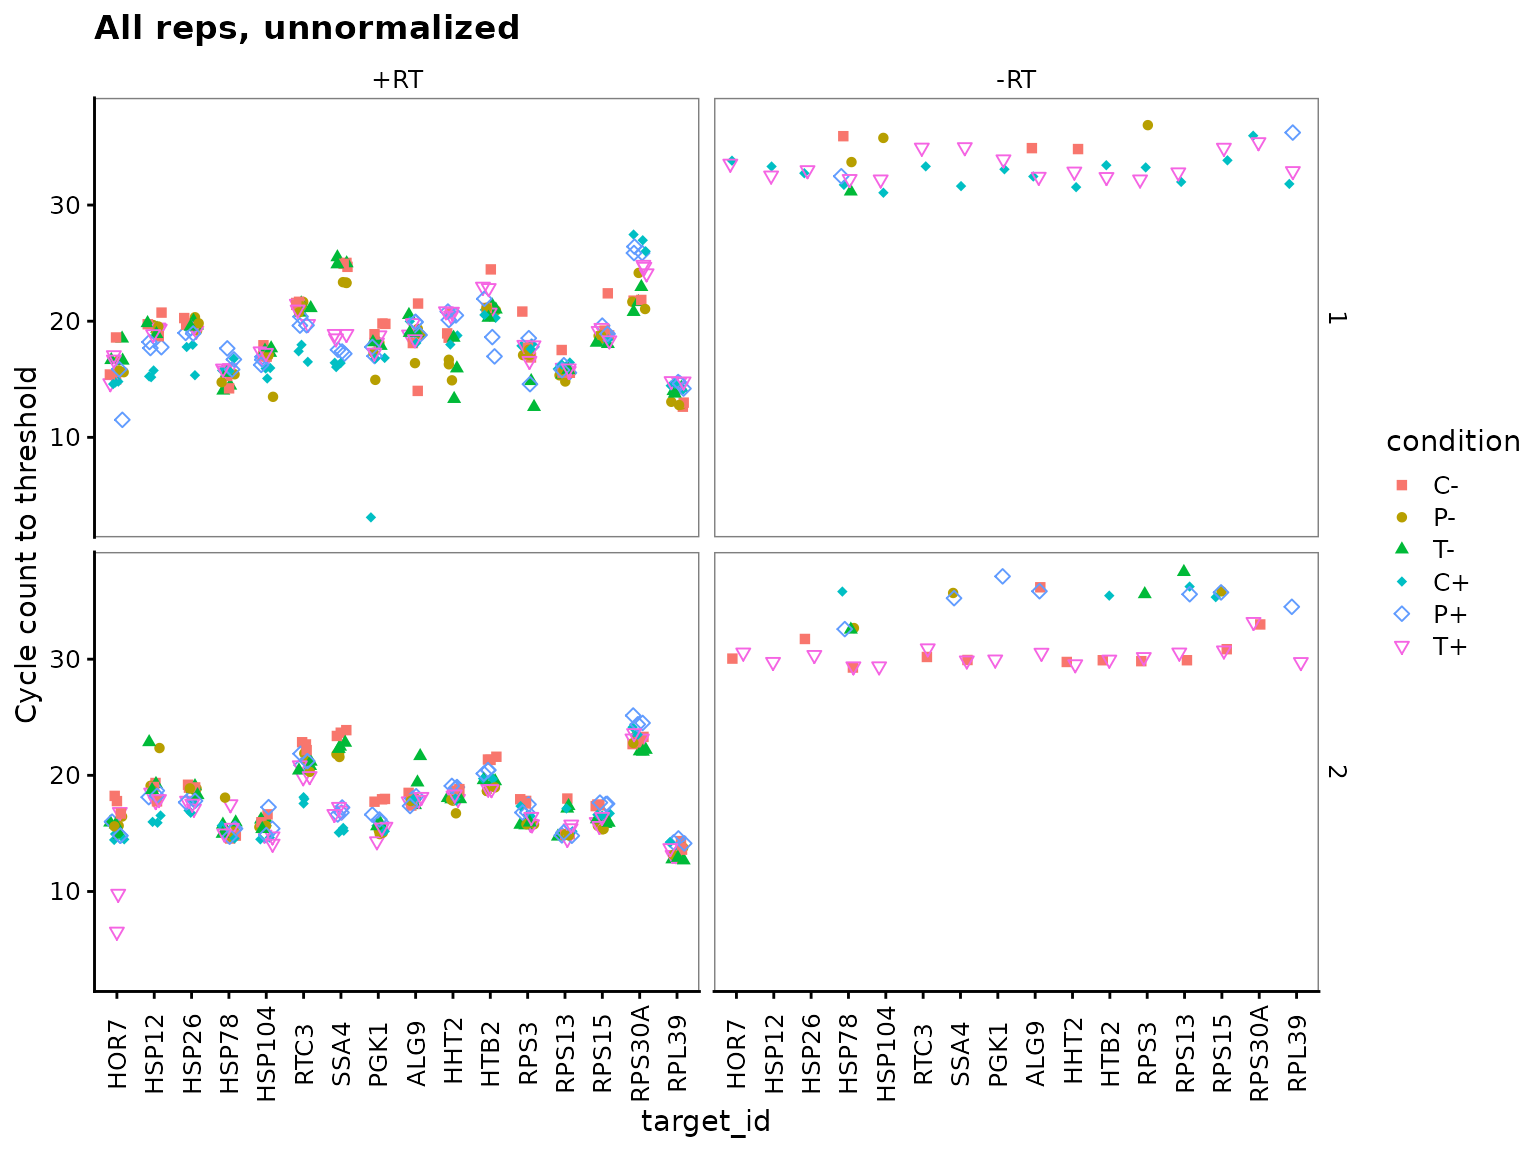 All reps, unnormalized
+RT
-RT
30
20
10
1
30
20
10
2
Cycle count to threshold
HOR7
HSP12
HSP26
HSP78
HSP104
RTC3
SSA4
PGK1
ALG9
HHT2
HTB2
RPS3
RPS13
RPS15
RPS30A
RPL39
HOR7
HSP12
HSP26
HSP78
HSP104
RTC3
SSA4
PGK1
ALG9
HHT2
HTB2
RPS3
RPS13
RPS15
RPS30A
RPL39
target_id
condition
C-
P-
T-
C+
P+
T+